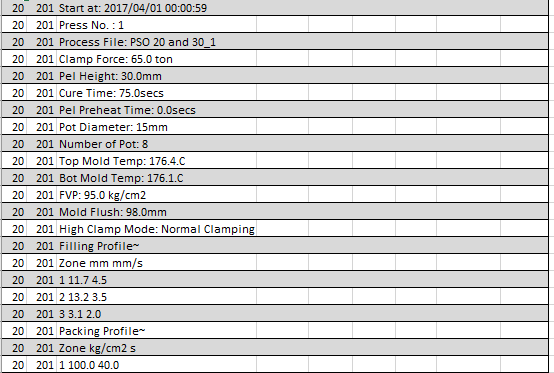 20 201 Start at: 2017/04/01 00:00:59
20 201 Press No. : 1
20 201 Process File: PSO 20 and 30_1
20 201 Clamp Force: 65.0 ton
20 201 Pel Height: 30.0mm
20 201 Cure Time: 75.0secs
20 201 Pel Preheat Time: 0.0secs
20 201 Pot Diameter: 15mm
20 201 Number of Pot: 8
20 201 Top Mold Temp: 176.4.C
20 201 Bot Mold Temp: 176.1.C
20 201 FVP: 95.0 kg/cm2
20 201 Mold Flush: 98.0mm
20 201 High Clamp Mode: Normal Clamping
20 201 Filling Profile~
20 201 Zone mm mm/s
20 201 1 11.7 4.5
20 201 2 13.2 3.5
20 201 3 3.1 2.0
20 201 Packing Profile~
20 201 Zone kg/cm2 s
20 201 1 100.0 40.0